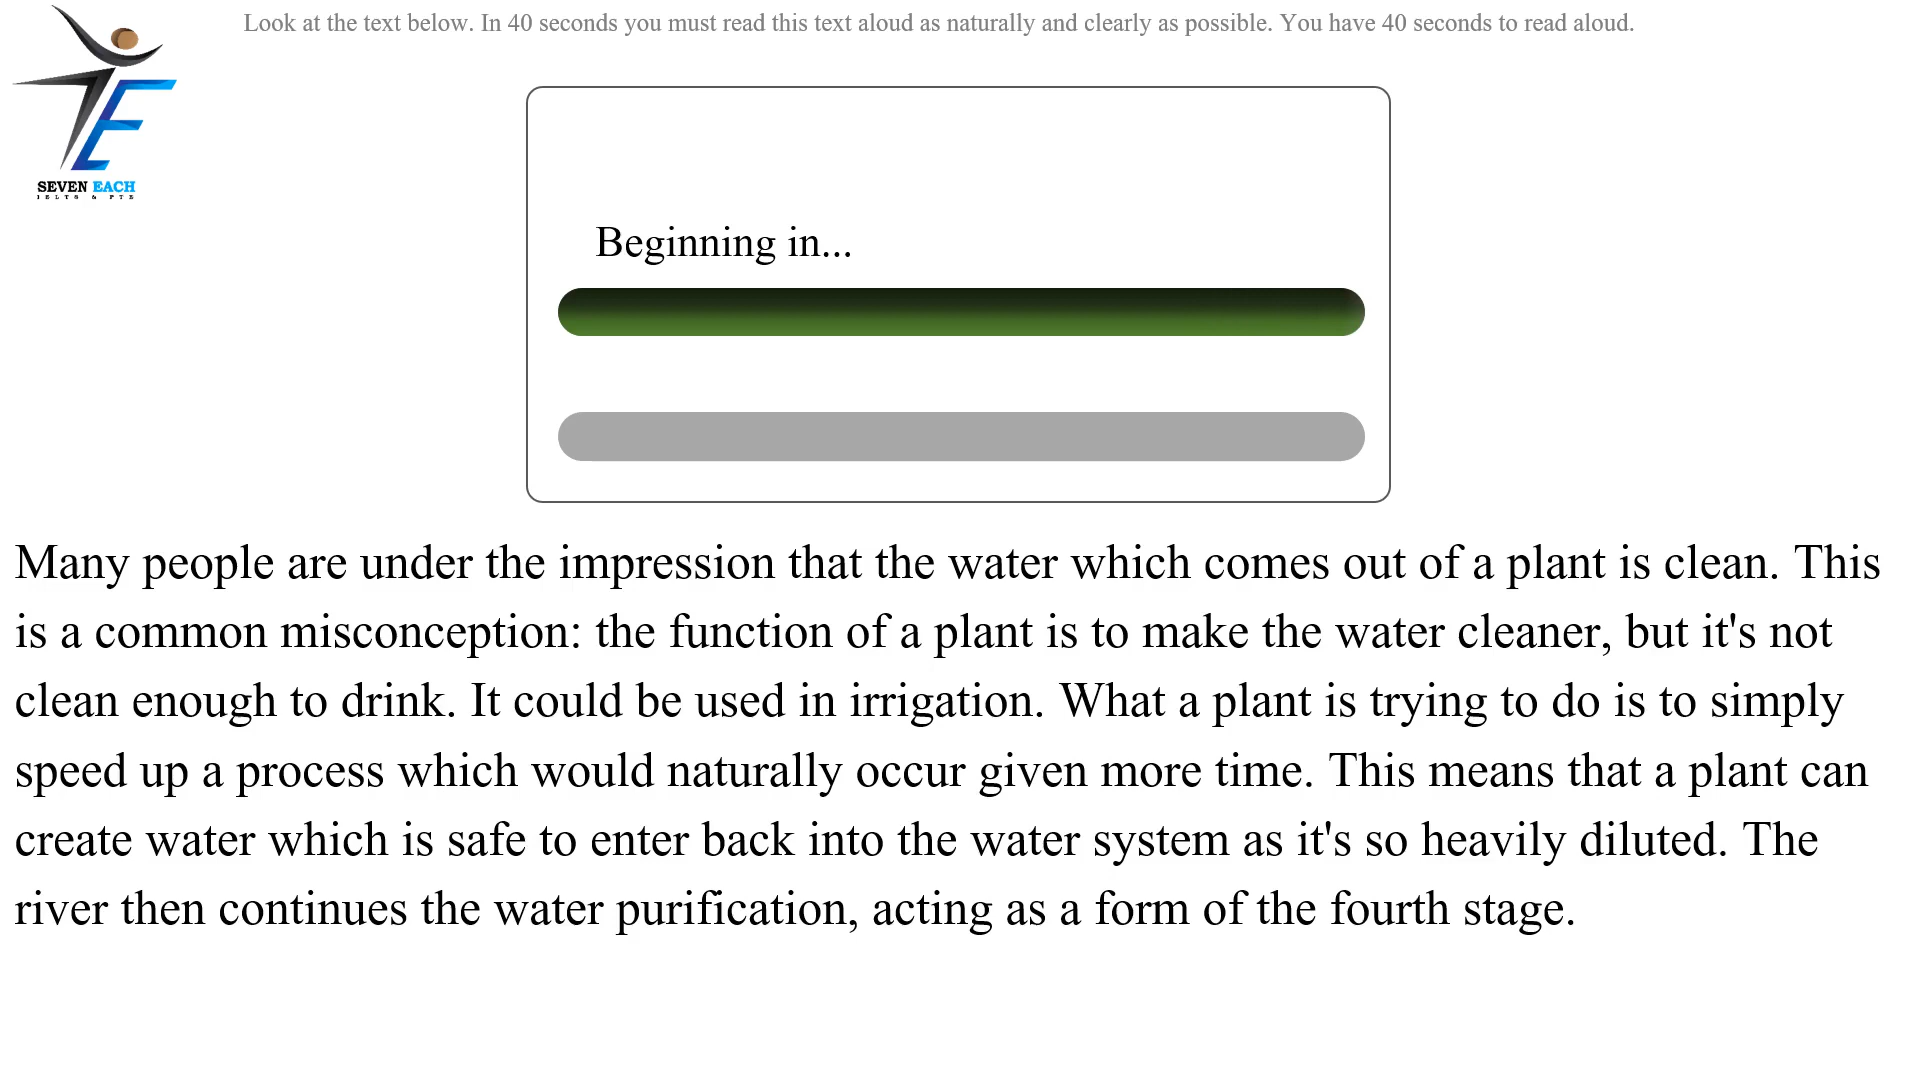 Look at the text below. In 40 seconds you must read this text aloud as naturally and clearly as possible. You have 40 seconds to read aloud.
SEVEN EACH
IELTS & PTE
Beginning in...
Many people are under the impression that the water which comes out of a plant is clean. This
is a common misconception: the function of a plant is to make the water cleaner, but it's not
clean enough to drink. It could be used in irrigation. What a plant is trying to do is to simply
speed up a process which would naturally occur given more time. This means that a plant can
create water which is safe to enter back into the water system as it's so heavily diluted. The
river then continues the water purification, acting as a form of the fourth stage.